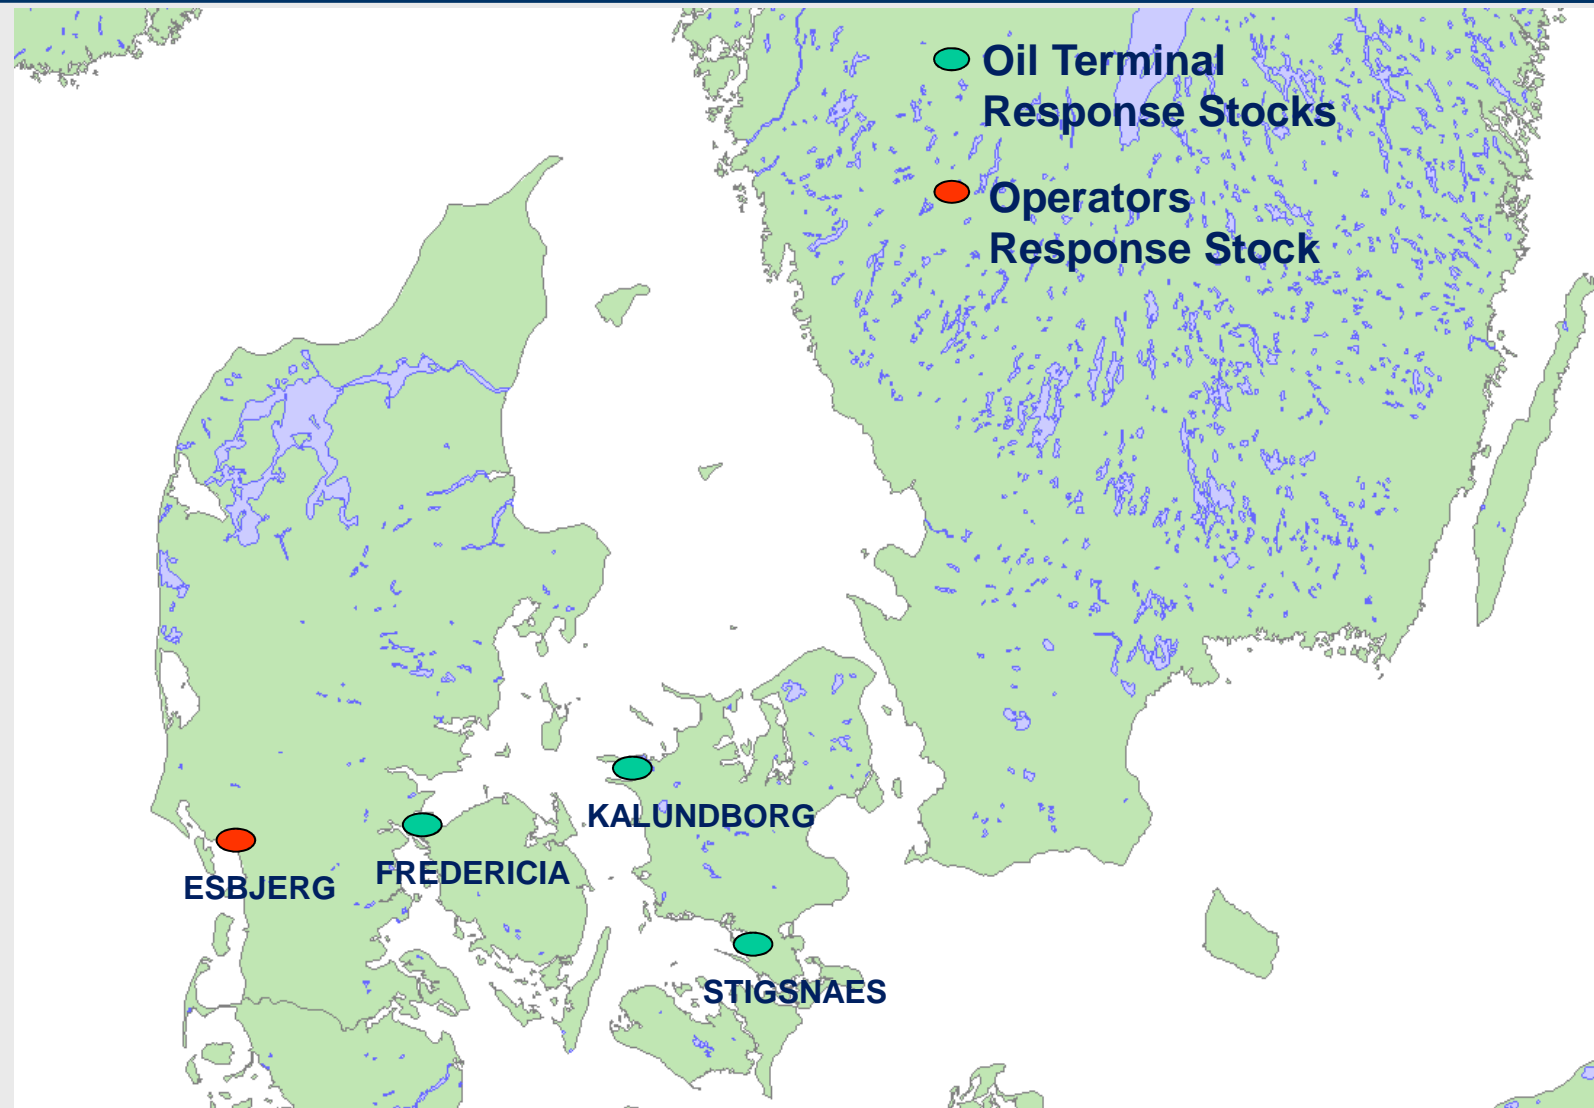 Oil Terminal
Response Stocks
Operators
Response Stock
KALUNDBORG
FREDERICIA
ESBJERG
STIGSNAES